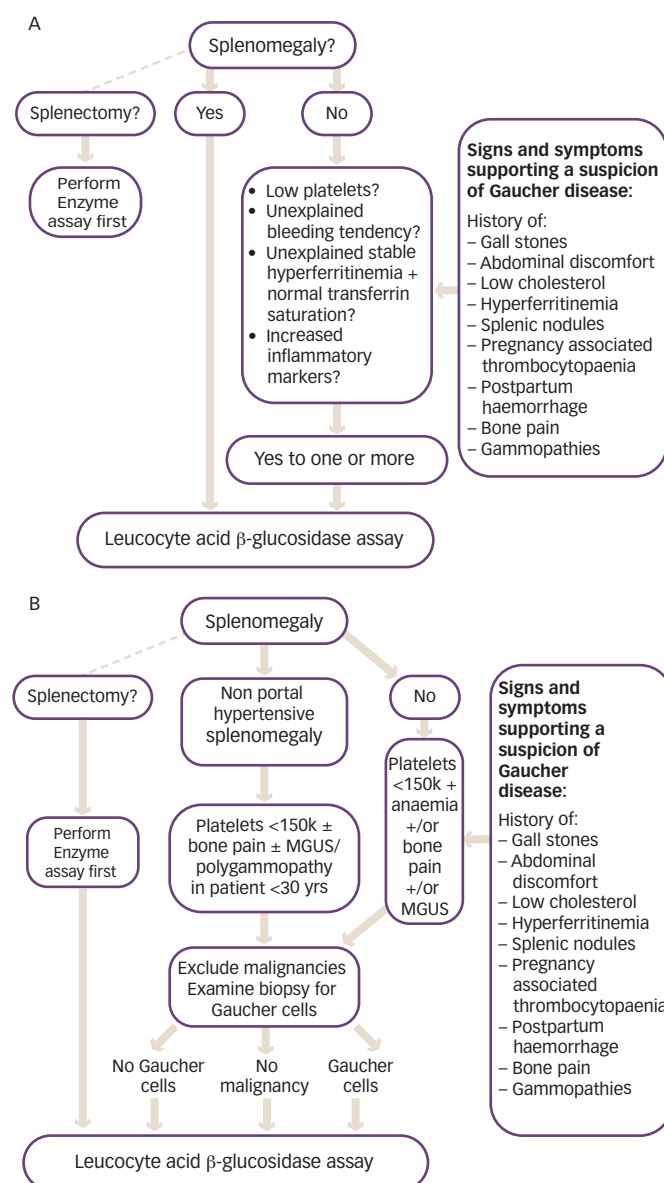 A
Splenomegaly?
Splenectomy?
Yes
No
Perform
Enzyme
assay first
• Low platelets?
• Unexplained
bleeding tendency?
• Unexplained stable
hyperferritinemia +
normal transferrin
saturation?
• Increased
inflammatory
markers?
Signs and symptoms
supporting a suspicion
of Gaucher disease:
History of:
– Gall stones
– Abdominal discomfort
– Low cholesterol
– Hyperferritinemia
– Splenic nodules
– Pregnancy associated
thrombocytopaenia
– Postpartum
haemorrhage
– Bone pain
– Gammopathies
Yes to one or more
Leucocyte acid β-glucosidase assay
B
Splenomegaly
Splenectomy?
Non portal
hypertensive
splenomegaly
No
Perform
Enzyme
assay first
Platelets <150k ±
bone pain ± MGUS/
polygammopathy
in patient <30 yrs
Platelets
<150k +
anaemia
+/or
bone
pain
+/or
MGUS
Signs and
symptoms
supporting a
suspicion of
Gaucher
disease:
History of:
– Gall stones
– Abdominal
discomfort
– Low cholesterol
– Hyperferritinemia
– Splenic nodules
– Pregnancy
associated
thrombocytopaenia
– Postpartum
haemorrhage
– Bone pain
– Gammopathies
Exclude malignancies
Examine biopsy for
Gaucher cells
No Gaucher
cells
No
malignancy
Gaucher
cells
Leucocyte acid β-glucosidase assay